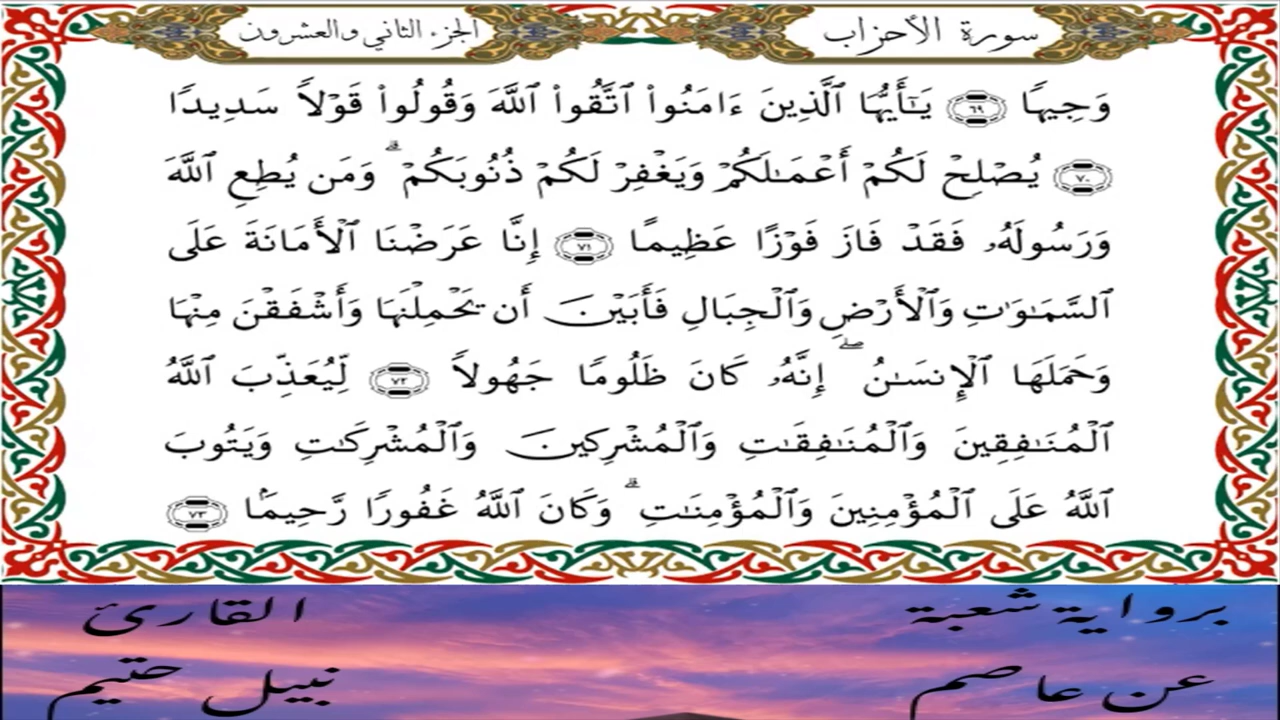 سورة الأحزاب
الجزء الثاني والعشرون
وَجِيهًا ٦٩ يَـٰٓأَيُّهَا ٱلَّذِينَ ءَامَنُوا۟ ٱتَّقُوا۟ ٱللَّهَ وَقُولُوا۟ قَوْلًا سَدِيدًا
٧٠ يُصْلِحْ لَكُمْ أَعْمَـٰلَكُمْ وَيَغْفِرْ لَكُمْ ذُنُوبَكُمْ ۗ وَمَن يُطِعِ ٱللَّهَ
وَرَسُولَهُۥ فَقَدْ فَازَ فَوْزًا عَظِيمًا ٧١ إِنَّا عَرَضْنَا ٱلْأَمَانَةَ عَلَى
ٱلسَّمَـٰوَٰتِ وَٱلْأَرْضِ وَٱلْجِبَالِ فَأَبَيْنَ أَن يَحْمِلْنَهَا وَأَشْفَقْنَ مِنْهَا
وَحَمَلَهَا ٱلْإِنسَـٰنُ ۖ إِنَّهُۥ كَانَ ظَلُومًا جَهُولًا ٧٢ لِّيُعَذِّبَ ٱللَّهُ
ٱلْمُنَـٰفِقِينَ وَٱلْمُنَـٰفِقَـٰتِ وَٱلْمُشْرِكِينَ وَٱلْمُشْرِكَـٰتِ وَيَتُوبَ
ٱللَّهُ عَلَى ٱلْمُؤْمِنِينَ وَٱلْمُؤْمِنَـٰتِ ۗ وَكَانَ ٱللَّهُ غَفُورًا رَّحِيمًۢا ٧٣
برواية شعبة
عن عاصم
القارئ
نبيل حتيم